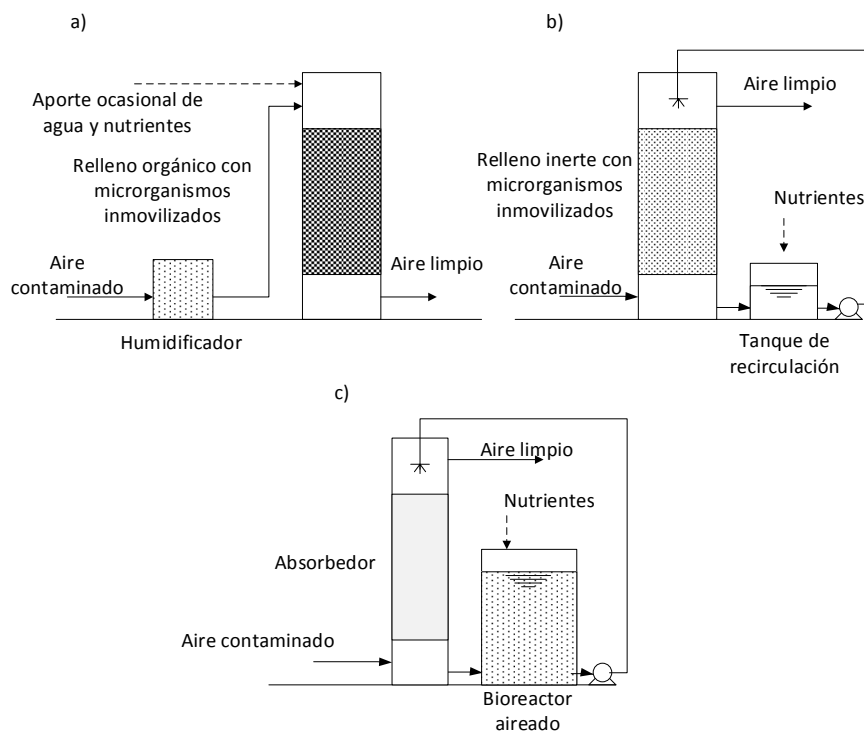 a)
Aporte ocasional de
agua y nutrientes
Relleno orgánico con
microrganismos
inmovilizados
Aire
contaminado
Aire limpio
Humidificador
b)
Aire limpio
Relleno inerte con
microrganismos
inmovilizados
Nutrientes
Aire
contaminado
Tanque de
recirculación
c)
Aire limpio
Nutrientes
Absorbedor
Aire contaminado
Bioreactor
aireado